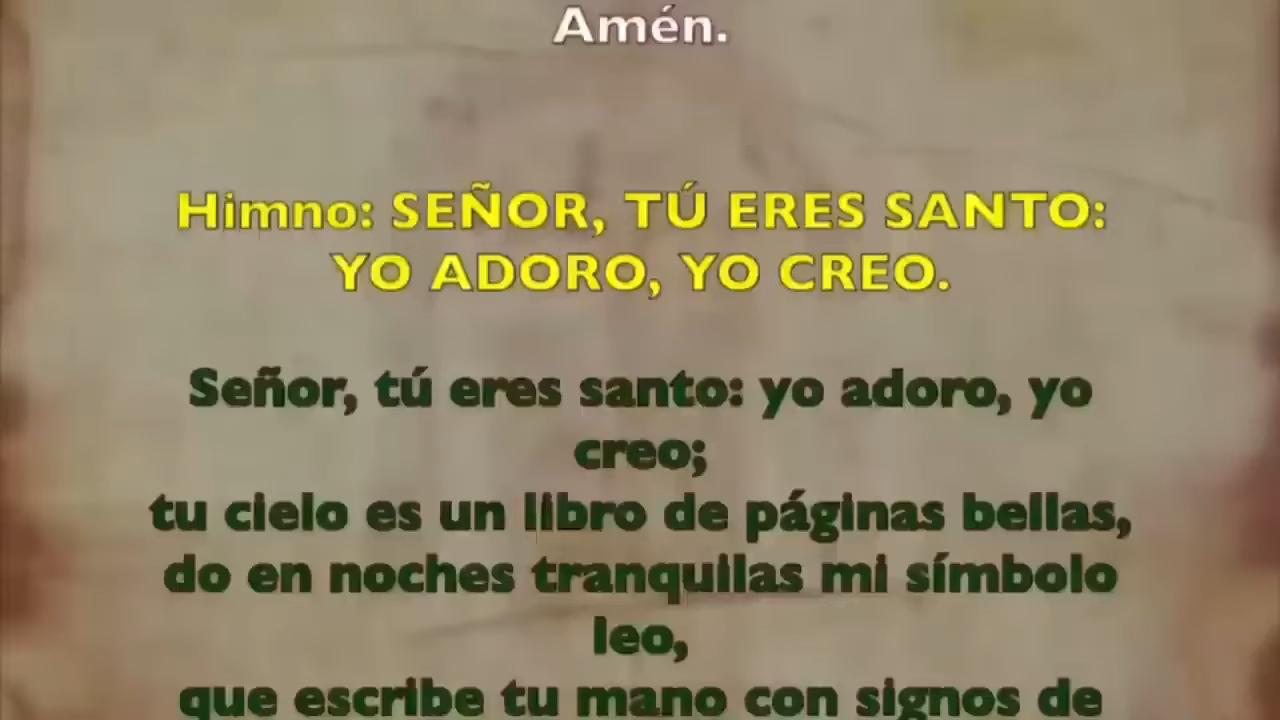 Amén.
Himno: SEÑOR, TÚ ERES SANTO:
YO ADORO, YO CREO.
Señor, tú eres santo: yo adoro, yo
creo;
tu cielo es un libro de páginas bellas,
do en noches tranquilas mi símbolo
leo,
que escribe tu mano con signos de